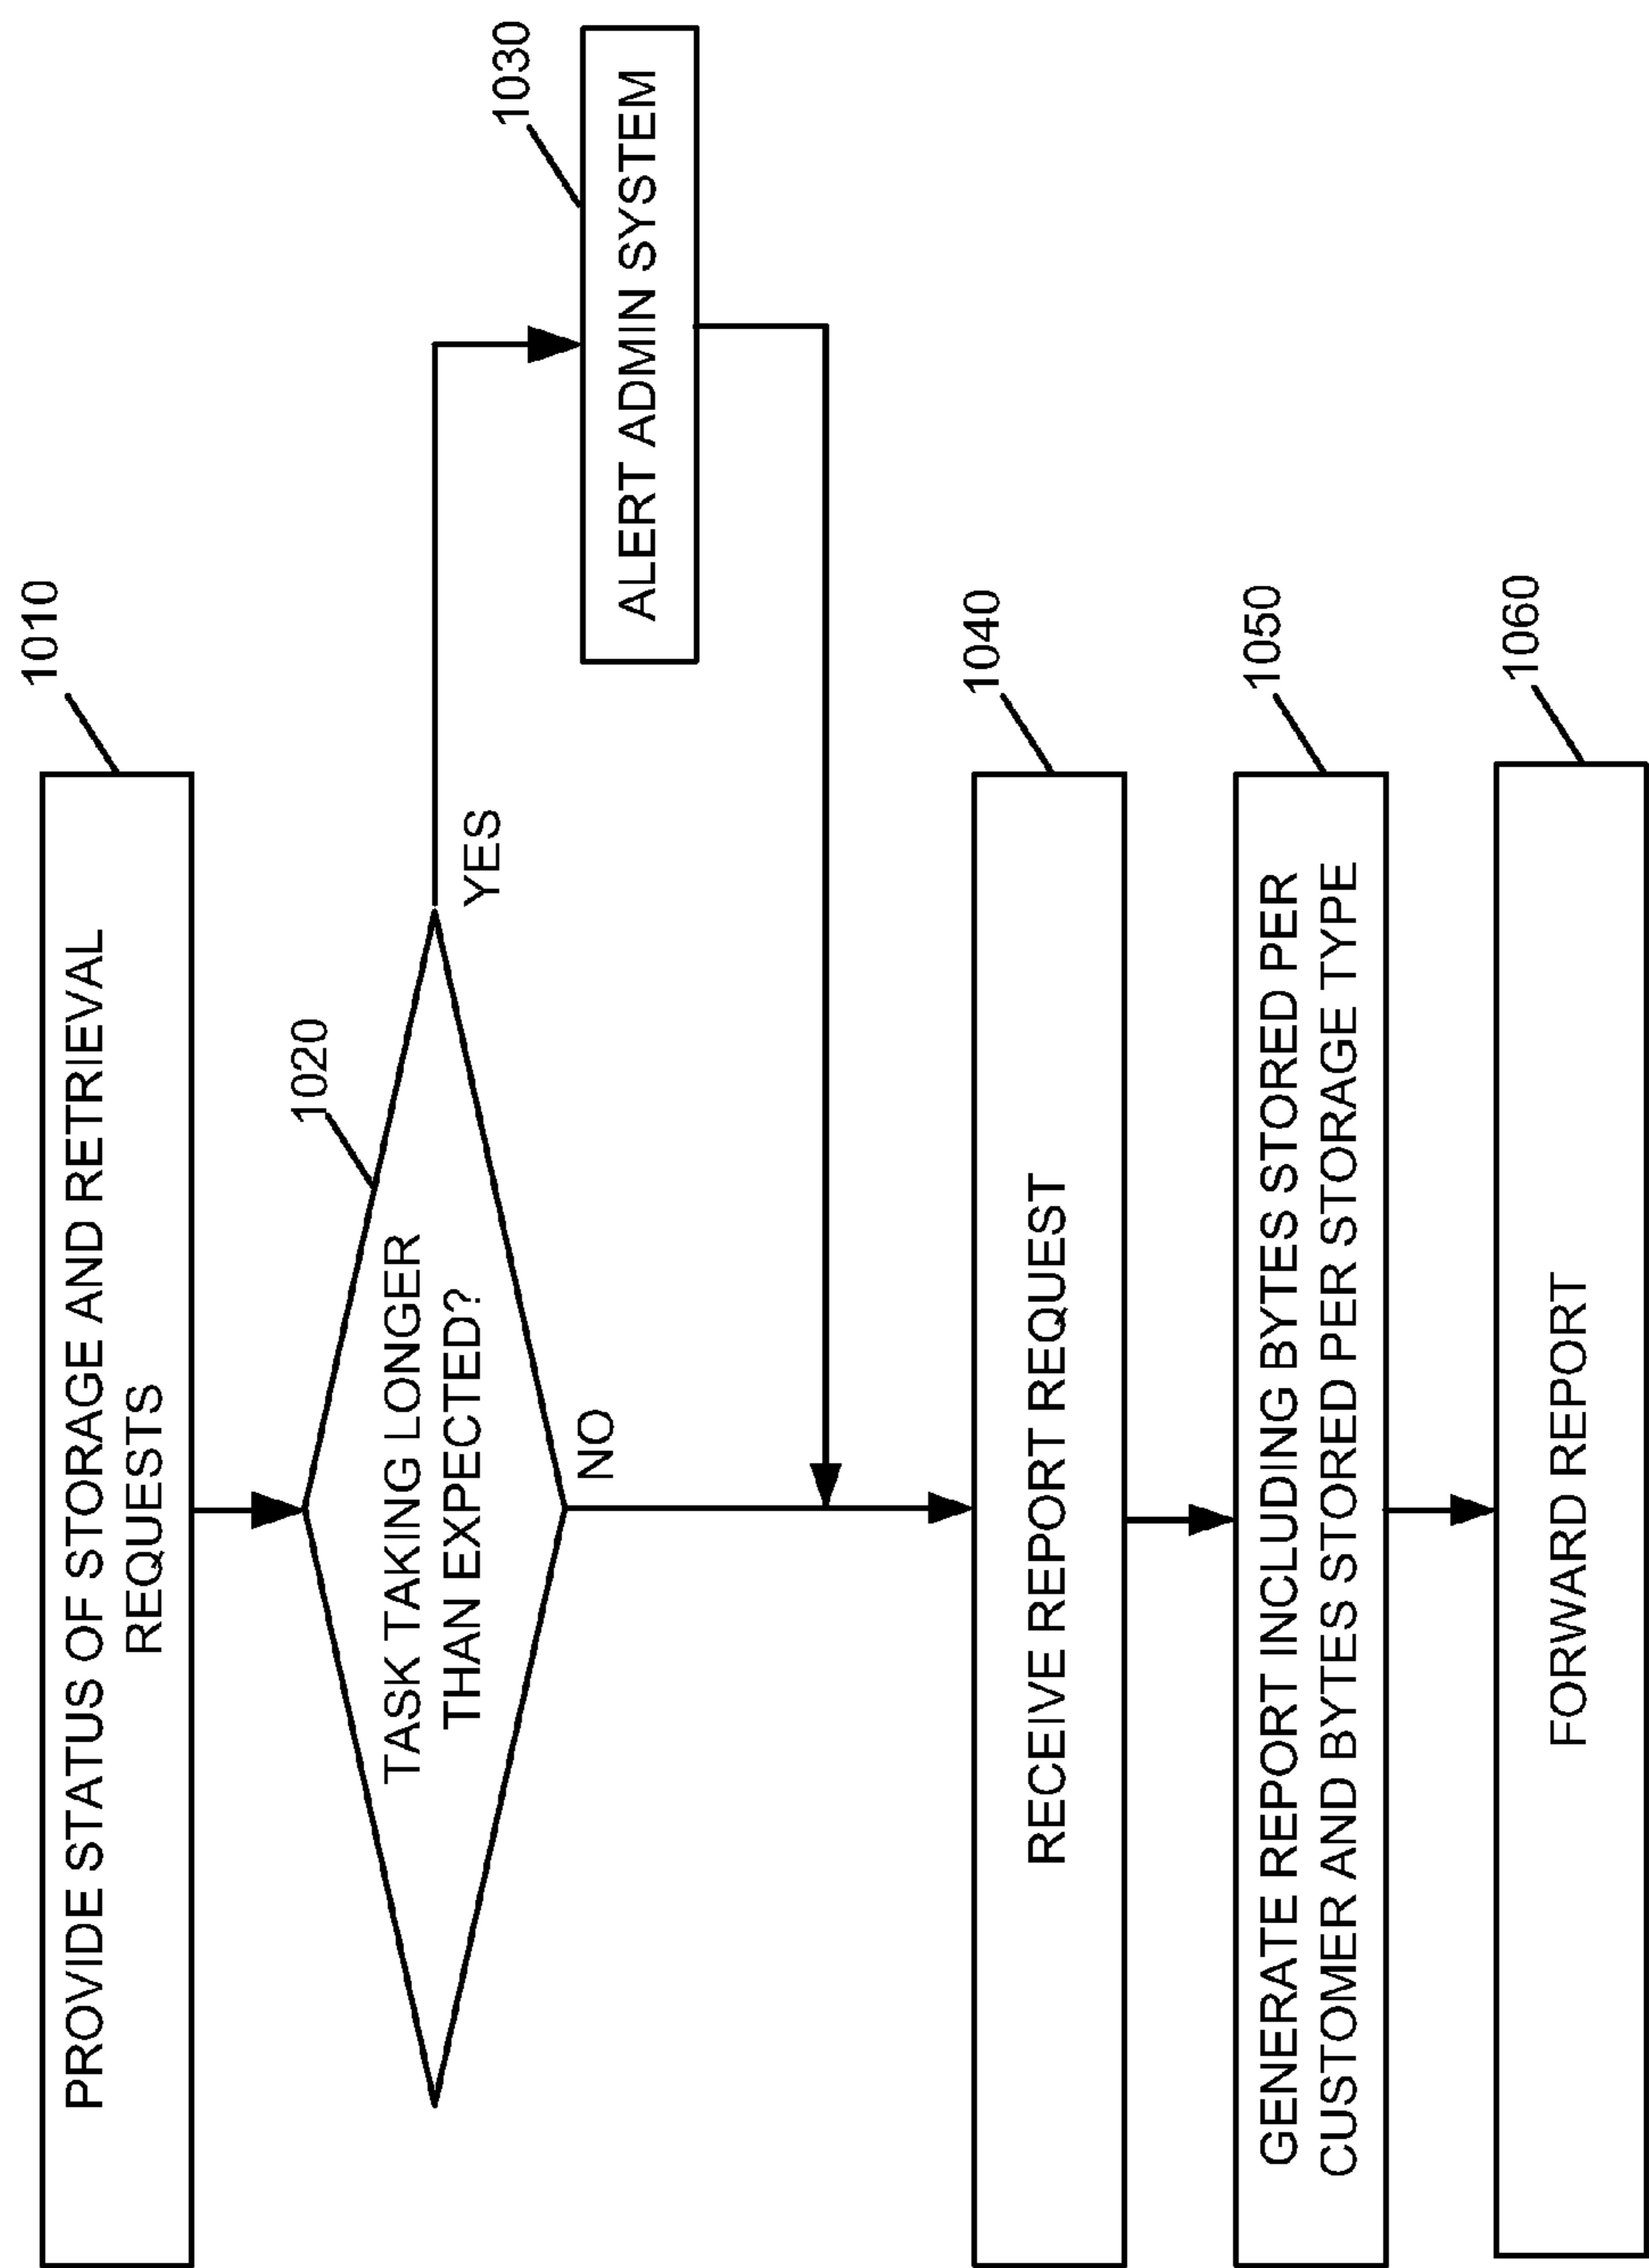 1010
PROVIDE STATUS OF STORAGE AND RETRIEVAL
REQUESTS
1020
TASK TAKING LONGER
THAN EXPECTED?
YES
NO
1030
ALERT ADMIN SYSTEM
1040
RECEIVE REPORT REQUEST
1050
GENERATE REPORT INCLUDING BYTES STORED PER
CUSTOMER AND BYTES STORED PER STORAGE TYPE
1060
FORWARD REPORT